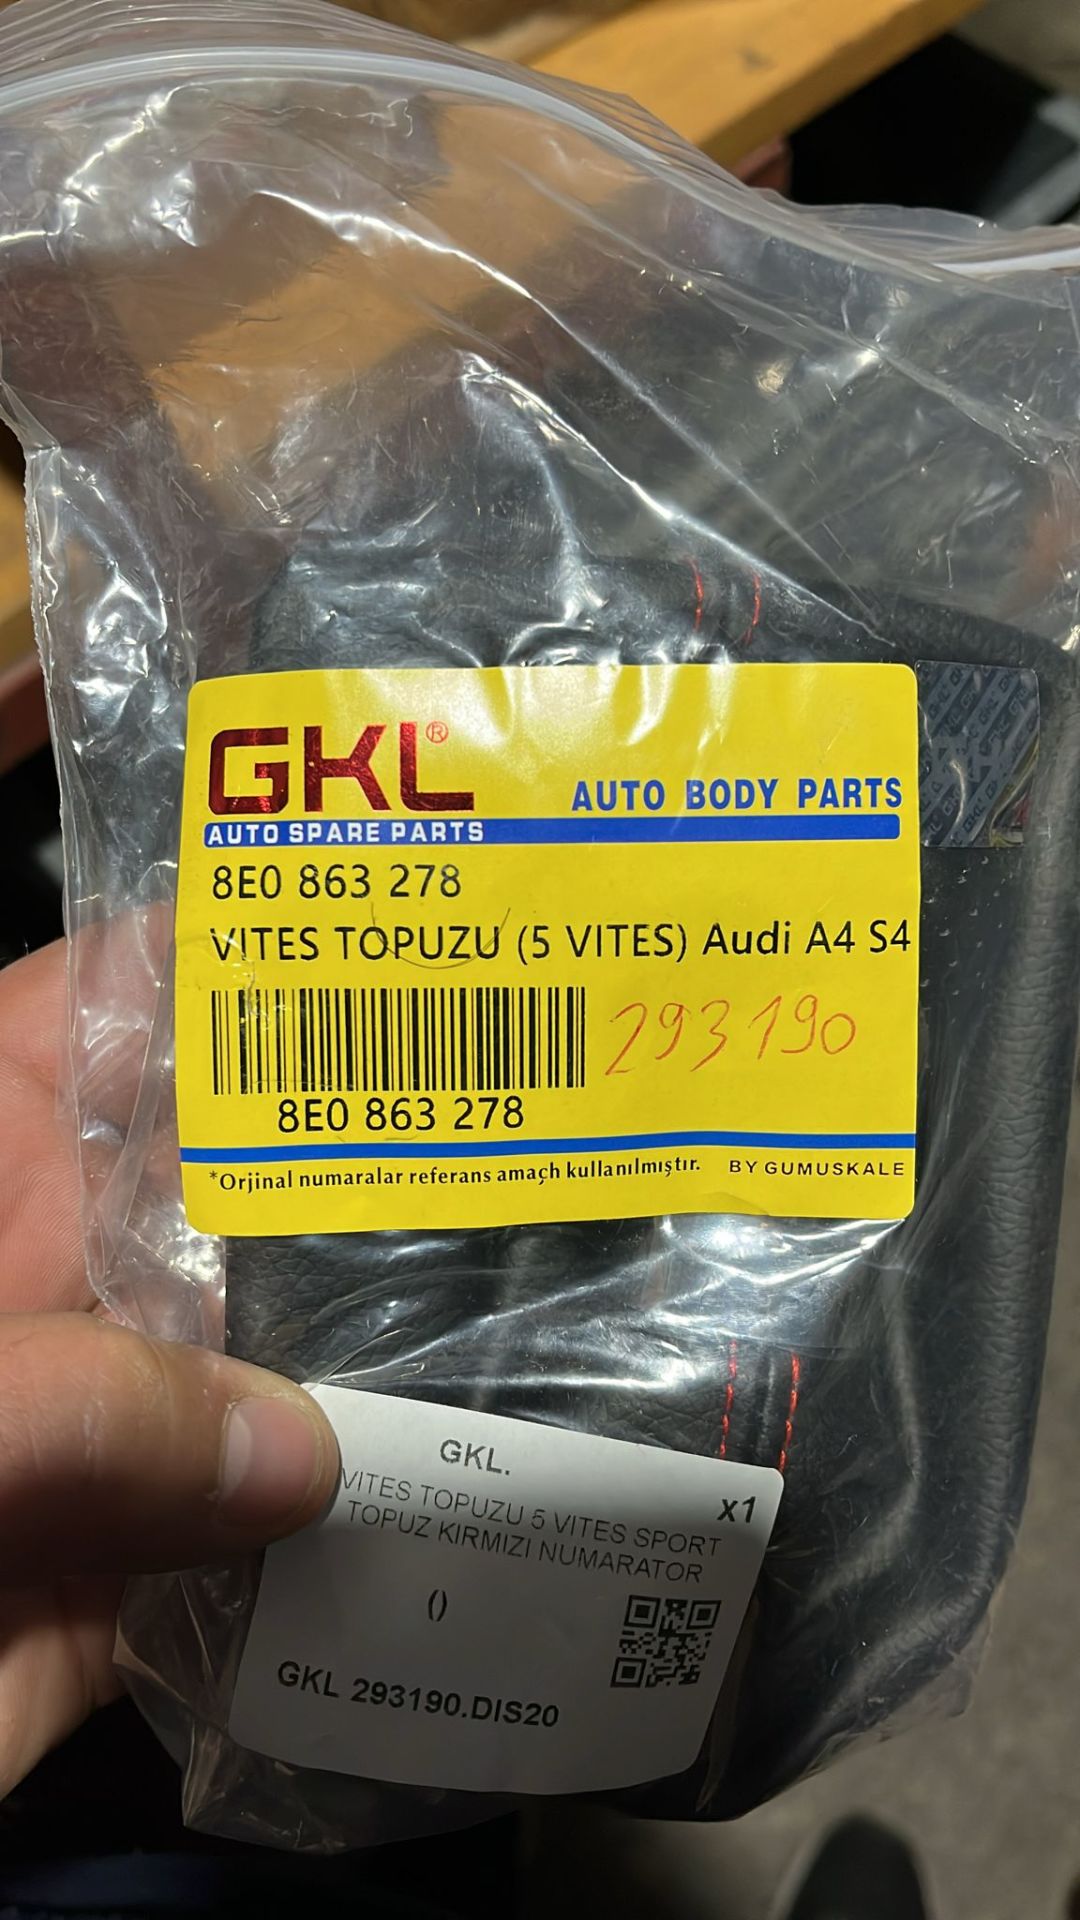 GKL®
AUTO SPARE PARTS
AUTO BODY PARTS
8E0 863 278
VITES TOPUZU (5 VITES) Audi A4 S4
293190
8E0 863 278
*Orjinal numaralar referans amaçlı kullanılmıştır.
BY GUMUSKALE
GKL.
VITES TOPUZU 5 VITES SPORT
x1
TOPUZ KIRMIZI NUMARATOR
()
GKL 293190.DIS20